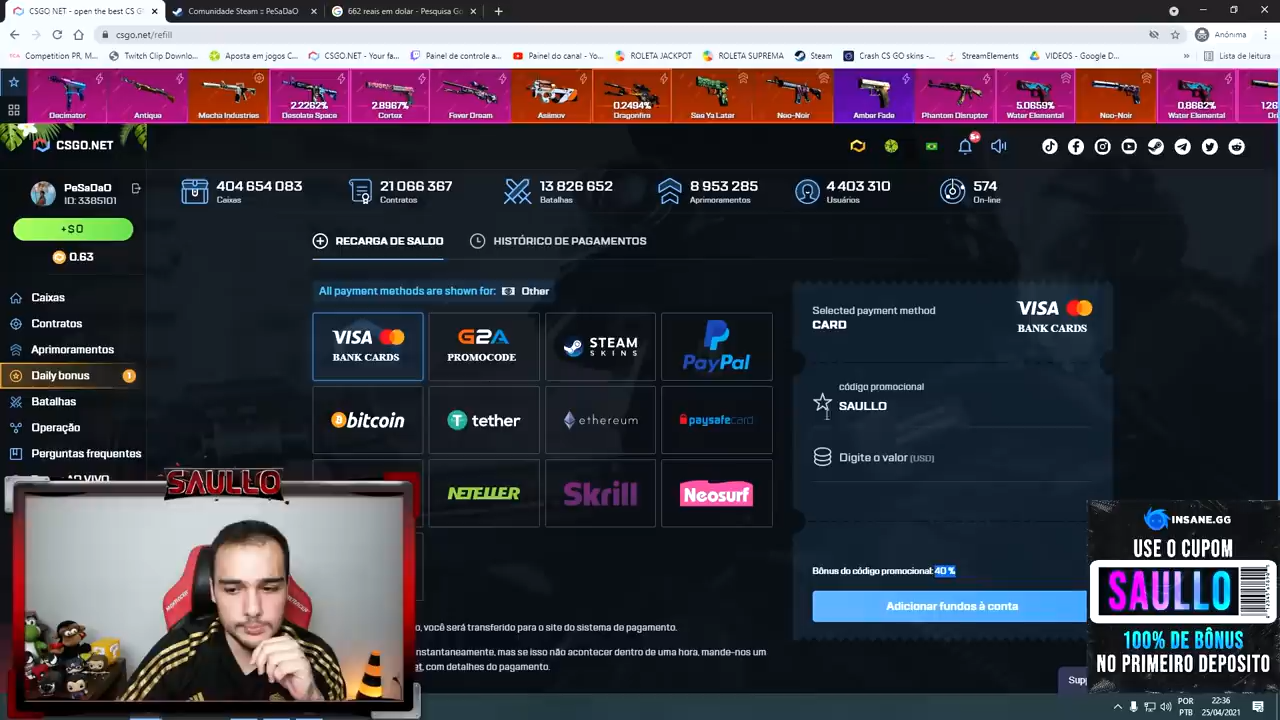 CSGO NET - open the best CS G
Comunidade Steam :: PeSaDaO
662 reais em dolar - Pesquisa Go
csgo.net/refill
Anónima
Competition PR, M...
Twitch Clip Downlo...
Aposta em jogos C...
CSGO.NET - Your fa...
Painel de controle a...
Painel do canal - Yo...
ROLETA JACKPOT
ROLETA SUPREMA
Steam
Crash CS GO skins -...
StreamElements
VIDEOS - Google D...
Lista de leitura
Decimator
Antique
Mecha Industries
2.2262%
Desolate Space
2.8967%
Cortex
Fever Dream
Asiimov
0.2494%
Dragonfire
See Ya Later
Neo-Noir
Amber Fade
Phantom Disruptor
5.0659%
Water Elemental
Neo-Noir
0.8662%
Water Elemental
CSGO.NET
5+
PeSaDaO
ID: 3385101
+$0
0.63
404 654 083
Caixas
21 066 367
Contratos
13 826 652
Batalhas
8 953 285
Aprimoramentos
4 403 310
Usuários
574
On-line
RECARGA DE SALDO
HISTÓRICO DE PAGAMENTOS
All payment methods are shown for: Other
Caixas
Contratos
Aprimoramentos
Daily bonus
1
Batalhas
Operação
Perguntas frequentes
AO VIVO
VISA
BANK CARDS
G2A
PROMOCODE
STEAM
SKINS
PayPal
bitcoin
tether
ethereum
paysafecard
NETELLER
Skrill
Neosurf
Selected payment method
CARD
VISA
BANK CARDS
código promocional
SAULLO
Digite o valor [USD]
Bônus do código promocional: 40 %
Adicionar fundos à conta
o, você será transferido para o site do sistema de pagamento.
nstantaneamente, mas se isso não acontecer dentro de uma hora, mande-nos um
et, com detalhes do pagamento.
Supp
SAULLO
INSANE.GG
USE O CUPOM
SAULLO
100% DE BÔNUS
NO PRIMEIRO DEPOSITO
POR
PTB
22:36
25/04/2021